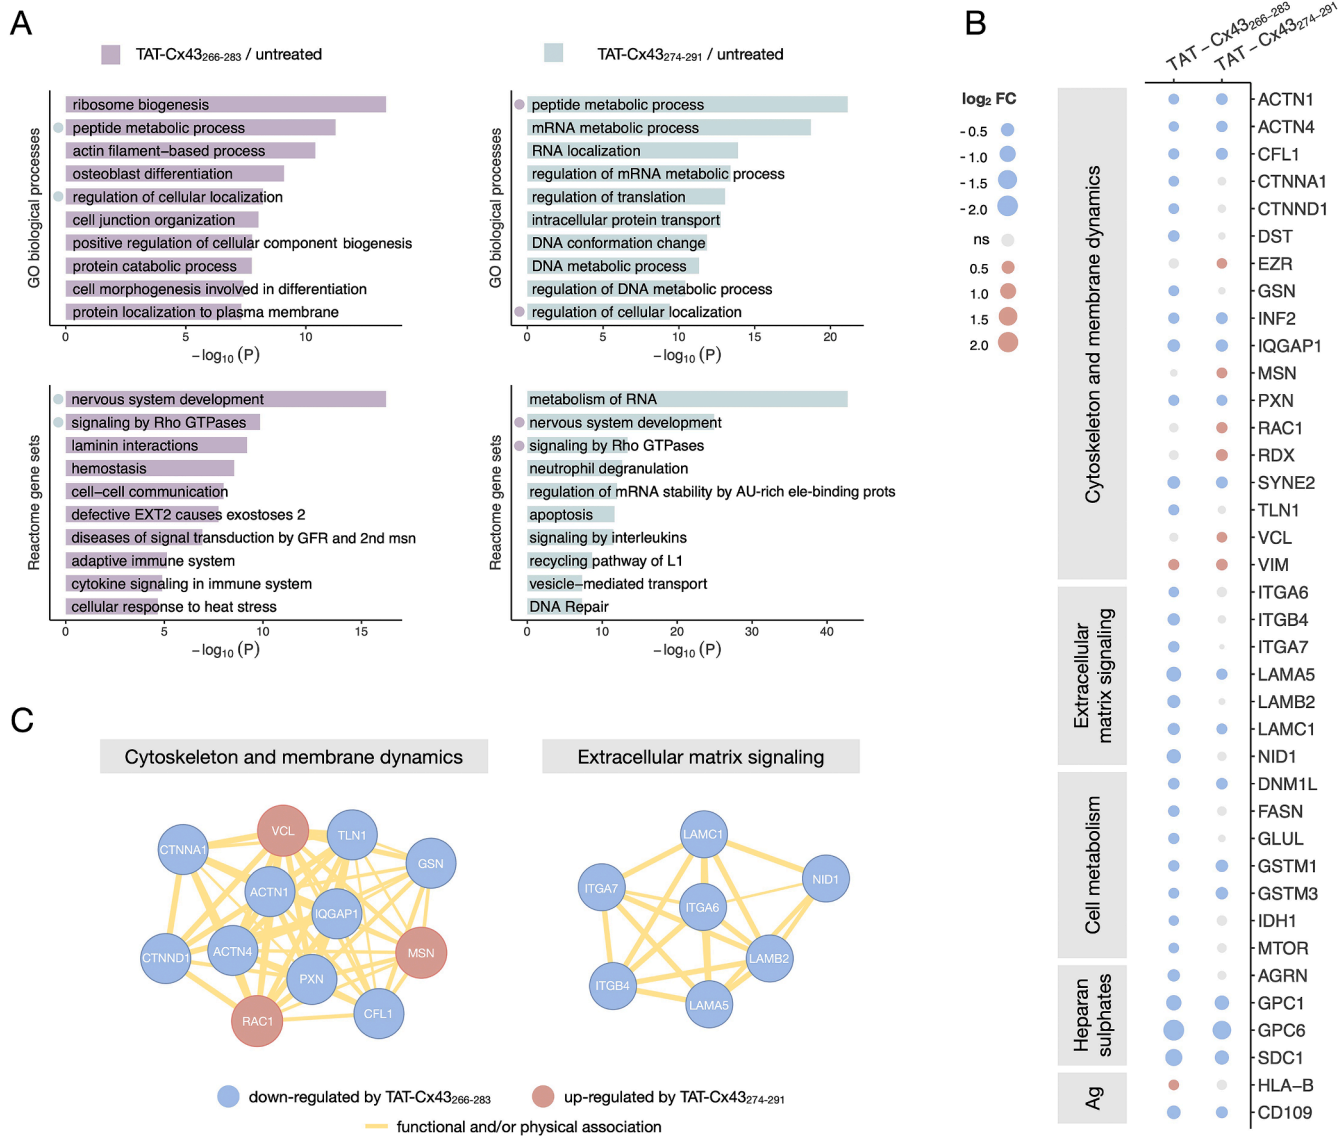 A
TAT-Cx43266-283 / untreated
TAT-Cx43274-291 / untreated
GO biological processes
ribosome biogenesis
peptide metabolic process
actin filament-based process
osteoblast differentiation
regulation of cellular localization
cell junction organization
positive regulation of cellular component biogenesis
protein catabolic process
cell morphogenesis involved in differentiation
protein localization to plasma membrane
0 5 10
-log10 (P)
GO biological processes
peptide metabolic process
mRNA metabolic process
RNA localization
regulation of mRNA metabolic process
regulation of translation
intracellular protein transport
DNA conformation change
DNA metabolic process
regulation of DNA metabolic process
regulation of cellular localization
0 5 10 15 20
-log10 (P)
Reactome gene sets
nervous system development
signaling by Rho GTPases
laminin interactions
hemostasis
cell-cell communication
defective EXT2 causes exostoses 2
diseases of signal transduction by GFR and 2nd msn
adaptive immune system
cytokine signaling in immune system
cellular response to heat stress
0 5 10 15
-log10 (P)
Reactome gene sets
metabolism of RNA
nervous system development
signaling by Rho GTPases
neutrophil degranulation
regulation of mRNA stability by AU-rich ele-binding prots
apoptosis
signaling by interleukins
recycling pathway of L1
vesicle-mediated transport
DNA Repair
0 10 20 30 40
-log10 (P)
B
TAT-Cx43266-283
TAT-Cx43274-291
log2 FC
-0.5
-1.0
-1.5
-2.0
ns
0.5
1.0
1.5
2.0
Cytoskeleton and membrane dynamics
ACTN1
ACTN4
CFL1
CTNNA1
CTNND1
DST
EZR
GSN
INF2
IQGAP1
MSN
PXN
RAC1
RDX
SYNE2
TLN1
VCL
VIM
Extracellular
matrix signaling
ITGA6
ITGB4
ITGA7
LAMA5
LAMB2
LAMC1
NID1
Cell metabolism
DNM1L
FASN
GLUL
GSTM1
GSTM3
IDH1
MTOR
Heparan
sulphates
AGRN
GPC1
GPC6
SDC1
Ag
HLA-B
CD109
C
Cytoskeleton and membrane dynamics
VCL
TLN1
CTNNA1
GSN
ACTN1
IQGAP1
ACTN4
MSN
CTNND1
PXN
CFL1
RAC1
Extracellular matrix signaling
LAMC1
NID1
ITGA7
ITGA6
LAMB2
ITGB4
LAMA5
down-regulated by TAT-Cx43266-283
up-regulated by TAT-Cx43274-291
functional and/or physical association